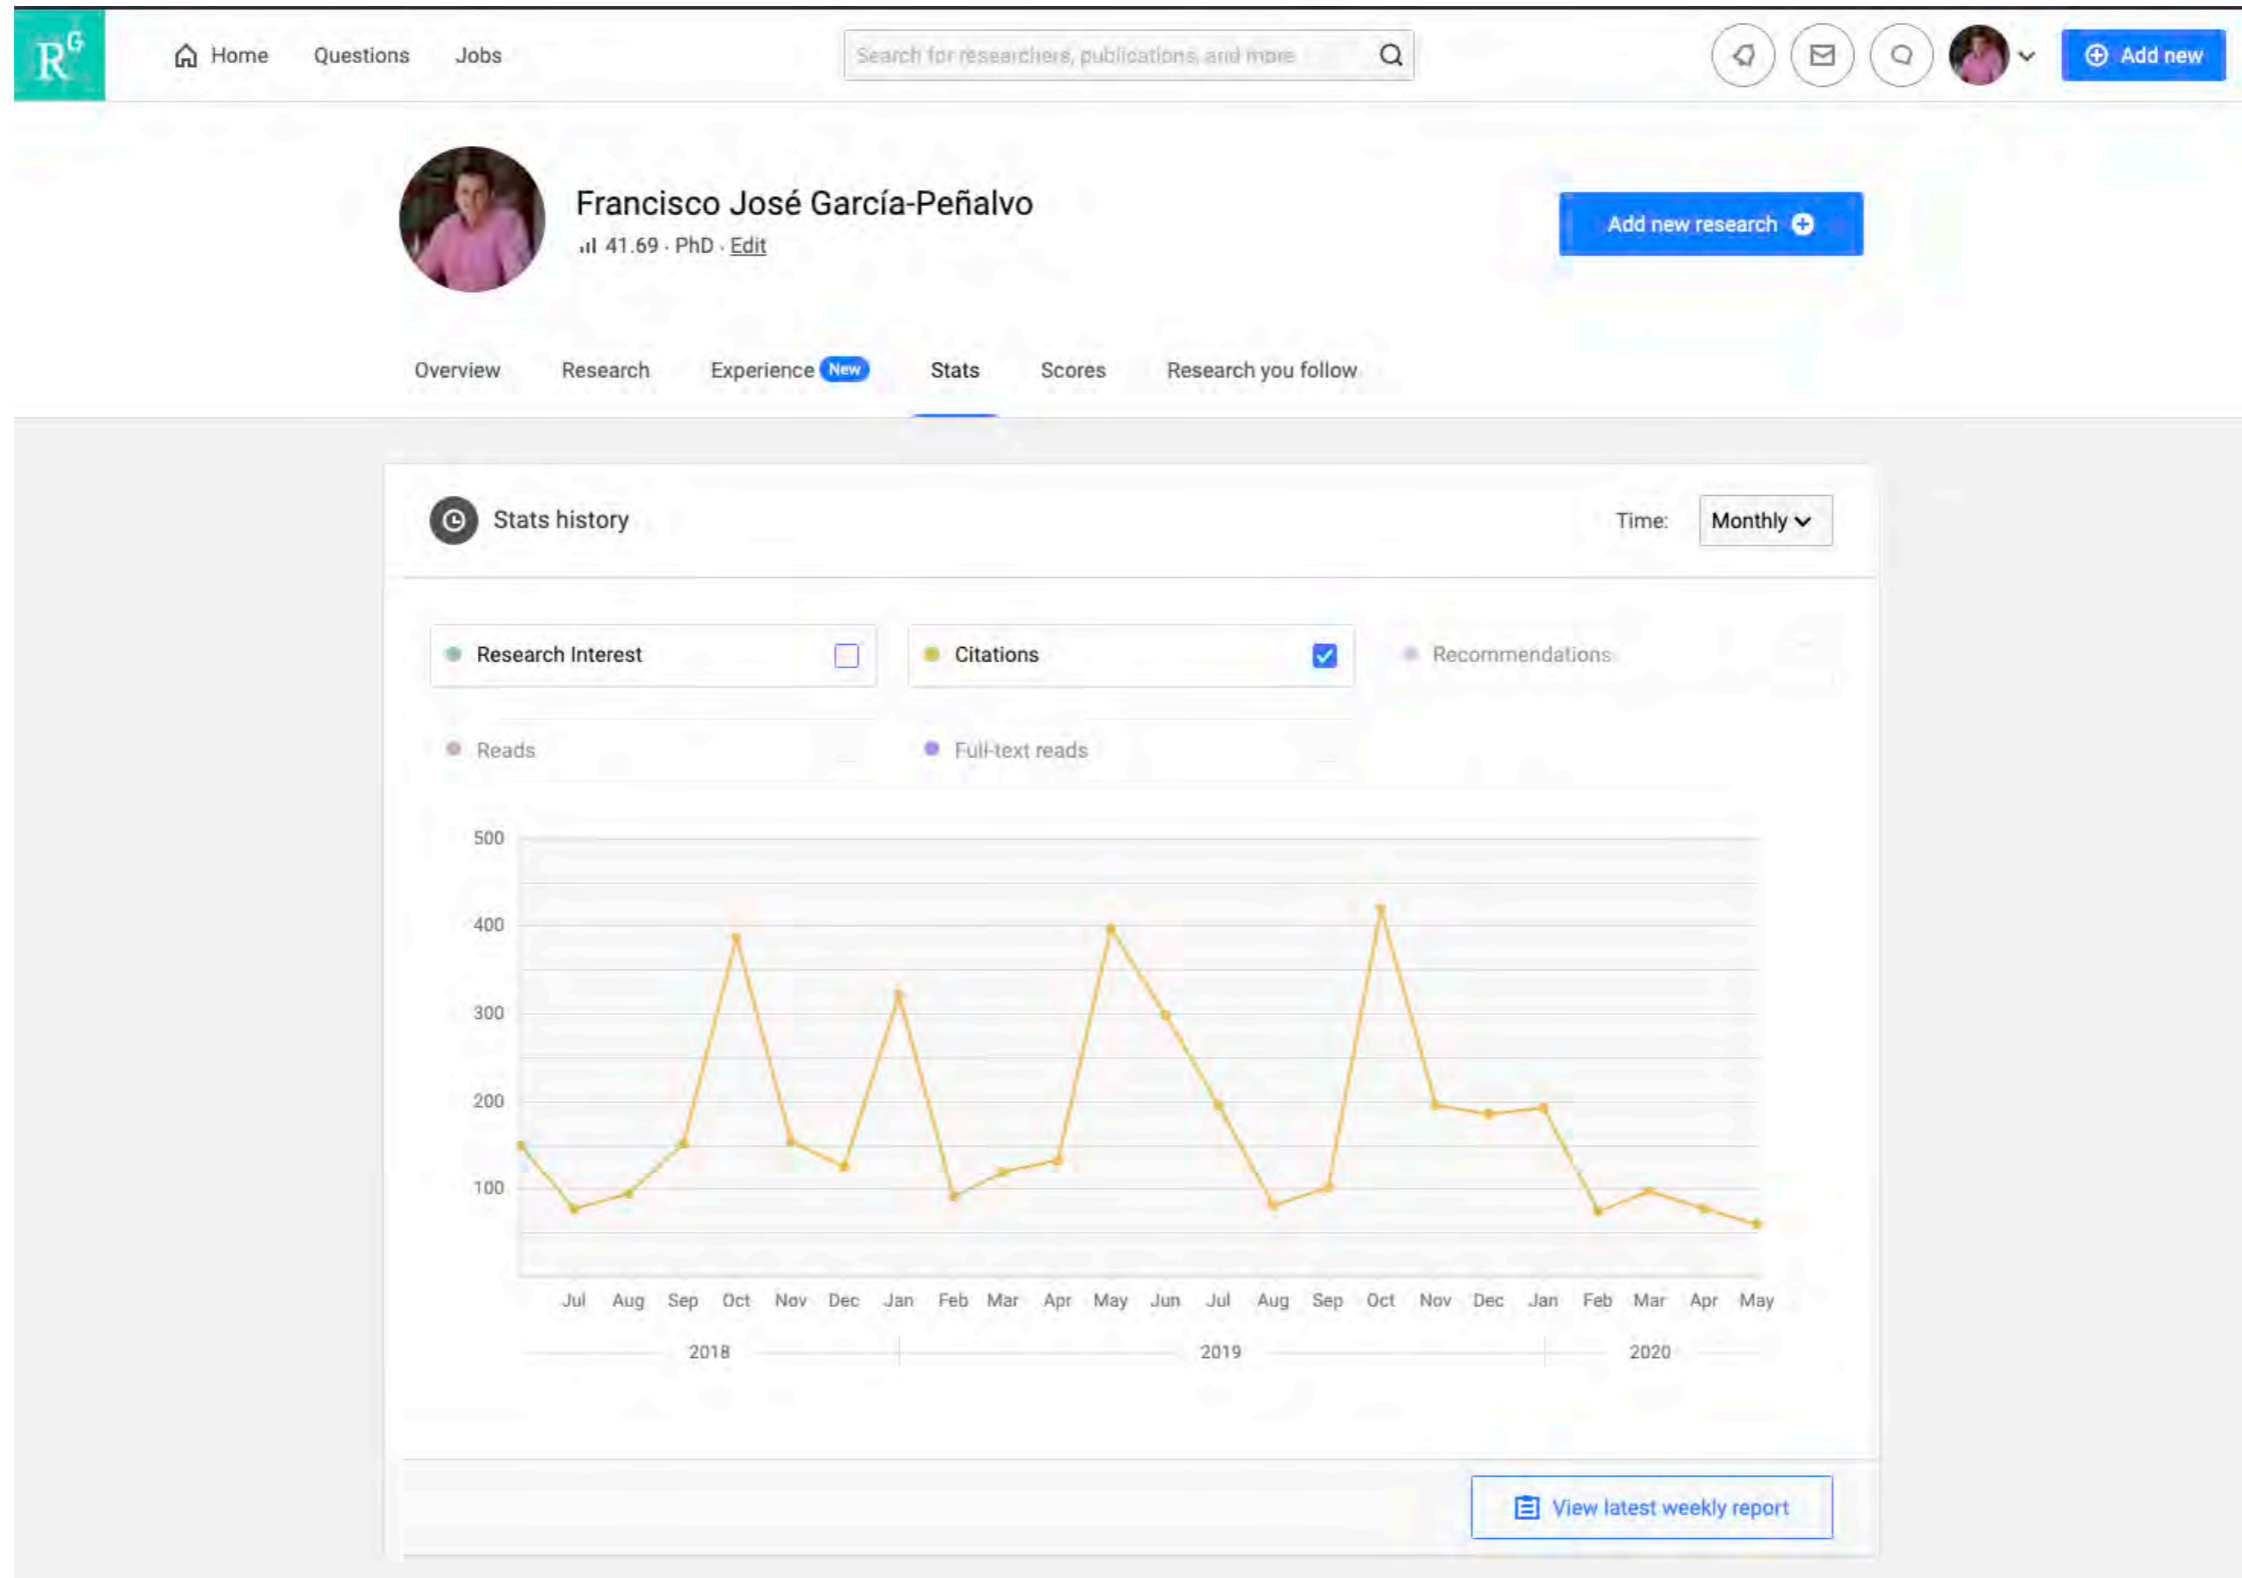 RG Home Questions Jobs Search for researchers, publications, and more Add new
Francisco José García-Peñalvo
41.69 · PhD · Edit
Add new research
Overview Research Experience New Stats Scores Research you follow
Stats history Time: Monthly
Research Interest Citations Recommendations
Reads Full-text reads
500
400
300
200
100
Jul Aug Sep Oct Nov Dec Jan Feb Mar Apr May Jun Jul Aug Sep Oct Nov Dec Jan Feb Mar Apr May
2018 2019 2020
View latest weekly report